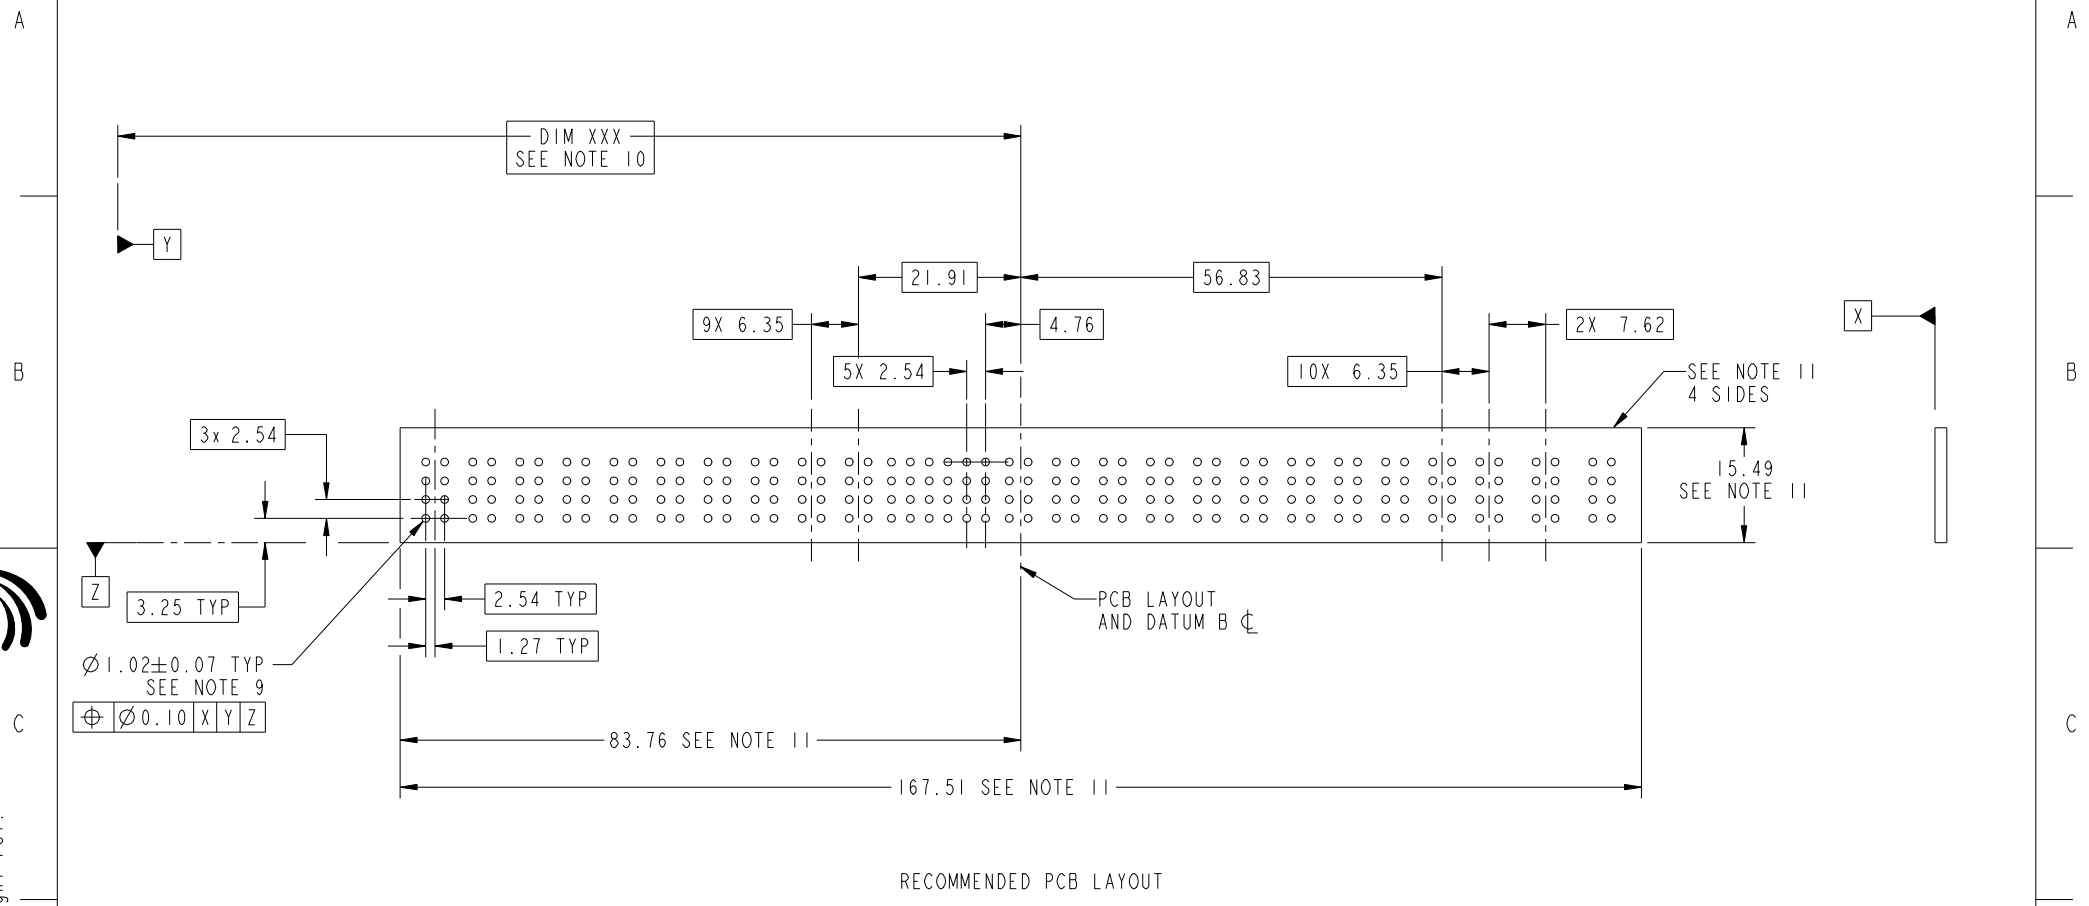 A
A
DIM XXX
SEE NOTE 10
Y
21.91
56.83
9X 6.35
4.76
2X 7.62
X
5X 2.54
10X 6.35
SEE NOTE 11
4 SIDES
B
B
3x 2.54
15.49
SEE NOTE 11
Z
3.25 TYP
2.54 TYP
PCB LAYOUT
AND DATUM B ℄
1.27 TYP
Ø1.02±0.07 TYP
SEE NOTE 9
⌖ Ø0.10 X Y Z
C
C
83.76 SEE NOTE 11
167.51 SEE NOTE 11
RECOMMENDED PCB LAYOUT